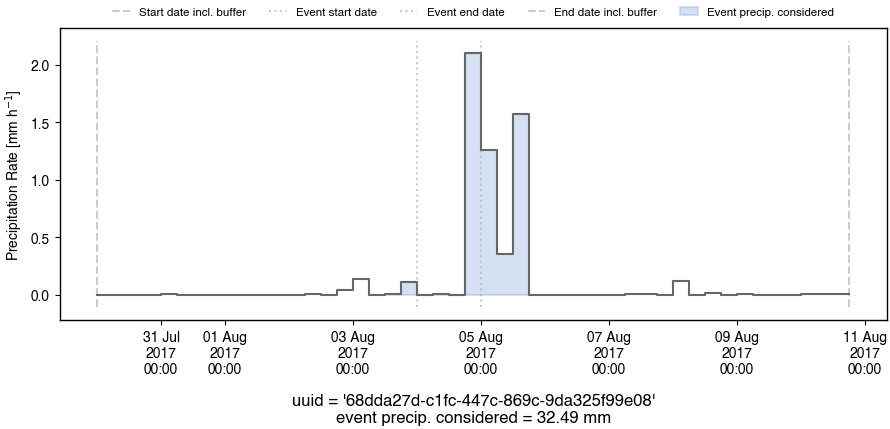 Start date incl. buffer
Event start date
Event end date
End date incl. buffer
Event precip. considered
Precipitation Rate [mm h⁻¹]
2.0
1.5
1.0
0.5
0.0
31 Jul
2017
00:00
01 Aug
2017
00:00
03 Aug
2017
00:00
05 Aug
2017
00:00
07 Aug
2017
00:00
09 Aug
2017
00:00
11 Aug
2017
00:00
uuid = '68dda27d-c1fc-447c-869c-9da325f99e08'
event precip. considered = 32.49 mm